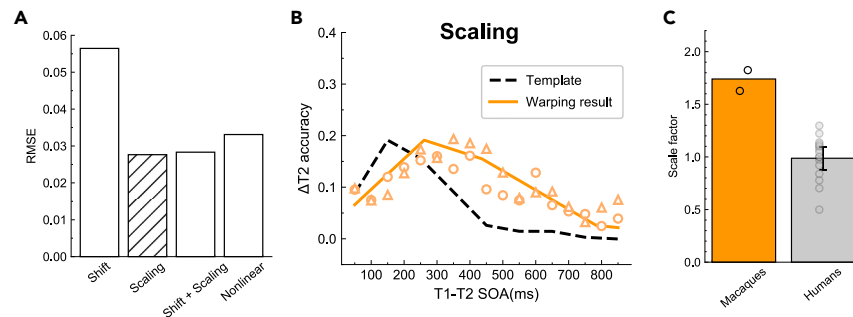 A
RMSE
0.06
0.05
0.04
0.03
0.02
0.01
0.00
Shift
Scaling
Shift + Scaling
Nonlinear
B
Scaling
Template
Warping result
ΔT2 accuracy
0.4
0.3
0.2
0.1
0.0
100 200 300 400 500 600 700 800
T1-T2 SOA(ms)
C
Scale factor
2.0
1.5
1.0
0.5
0.0
Macaques
Humans